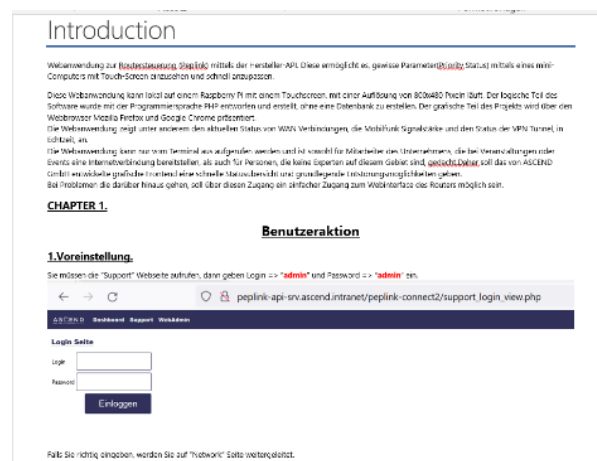 Introduction
Webanwendung zur Routersteuerung (Peplink) mittels der Hersteller-API. Diese ermöglicht es, gewisse Parameter(Priority, Status) mittels eines mini-
Computers mit Touch-Screen einzusehen und schnell anzupassen.
Diese Webanwendung kann lokal auf einem Raspberry Pi mit einem Touchscreen, mit einer Auflösung von 800x480 Pixeln läuft. Der logische Teil des
Software wurde mit der Programmiersprache PHP entworfen und erstellt, ohne eine Datenbank zu erstellen. Der grafische Teil des Projekts wird über den
Webbrowser Mozilla Firefox und Google Chrome präsentiert.
Die Webanwendung zeigt unter anderem den aktuellen Status von WAN Verbindungen, die Mobilfunk Signalstärke und den Status der VPN Tunnel, in
Echtzeit, an.
Die Webanwendung kann nur vom Terminal aus aufgerufen werden und ist sowohl für Mitarbeiter des Unternehmens, die bei Veranstaltungen oder
Events eine Internetverbindung bereitstellen, als auch für Personen, die keine Experten auf diesem Gebiet sind, gedacht.Daher soll das von ASCEND
GmbH entwickelte grafische Frontend eine schnelle Statusübersicht und grundlegende Entstörungsmöglichkeiten geben.
Bei Problemen die darüber hinaus gehen, soll über diesen Zugang ein einfacher Zugang zum Webinterface des Routers möglich sein.
CHAPTER 1.
Benutzeraktion
1.Voreinstellung.
Sie müssen die "Support" Webseite aufrufen, dann geben Login => "admin" und Password => "admin" ein.
peplink-api-srv.ascend.intranet/peplink-connect2/support_login_view.php
ASCEND Dashboard Support WebAdmin
Login Seite
Login
Password
Einloggen
Falls Sie richtig eingeben, werden Sie auf "Network" Seite weitergeleitet.